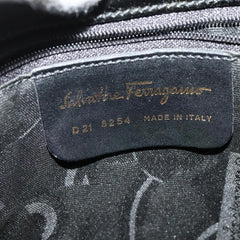 Salvatore Ferragamo
D21 8254 MADE IN ITALY